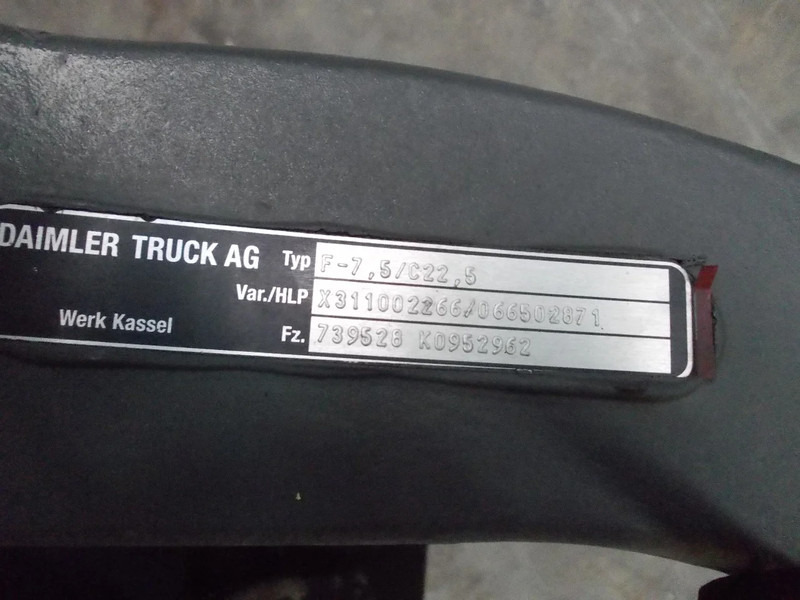 DAIMLER TRUCK AG Typ F-7,5/C22,5
Var./HLP X311002266/066502871
Werk Kassel Fz. 739528 K0952962